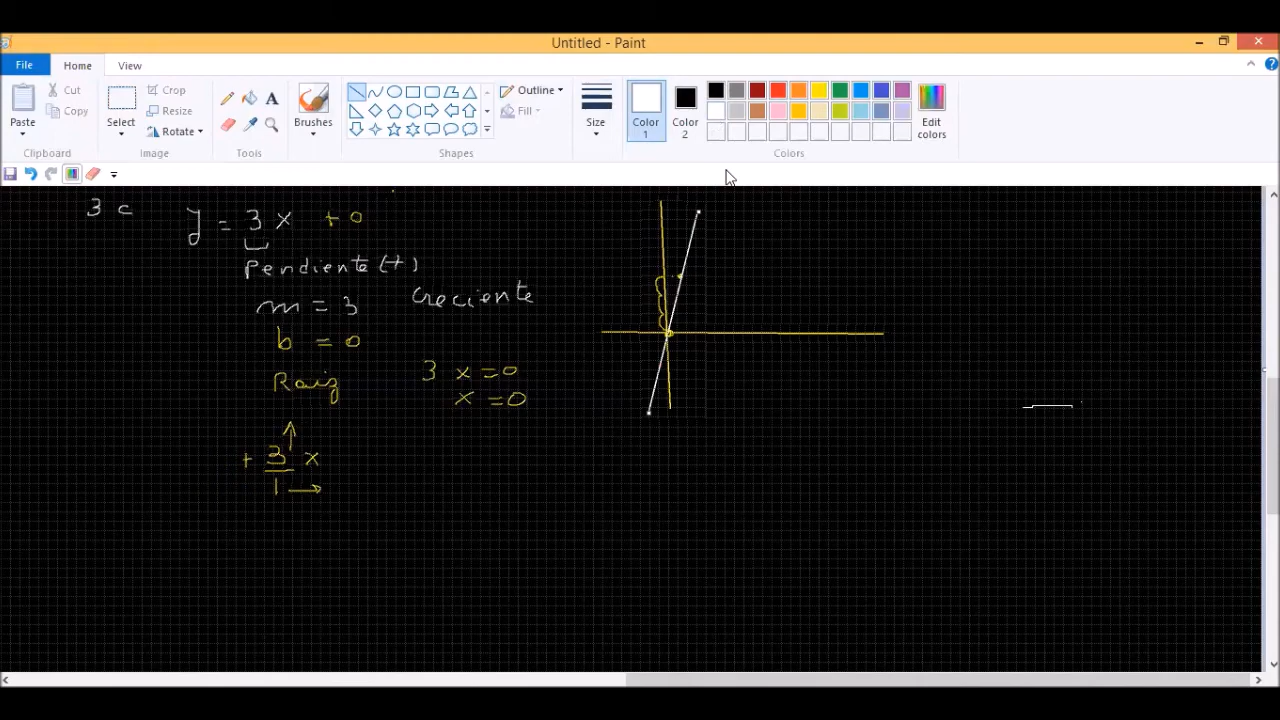 Untitled - Paint
File Home View
Paste
Cut
Copy
Clipboard
Select
Crop
Resize
Rotate
Image
A
Tools
Brushes
Outline
Fill
Shapes
Size
Color 1
Color 2
Edit colors
Colors
3 c y = 3 x + 0
Pendiente (+)
m = 3 creciente
b = 0
Raiz 3 x = 0
x = 0
+ 3 x
1